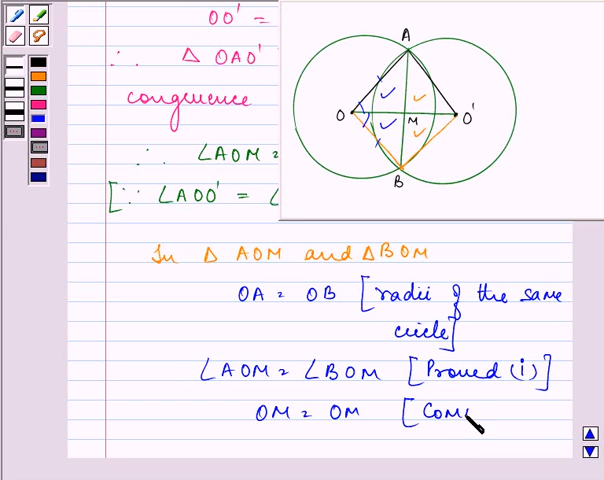 OO' =
∴ Δ OAO'
congruence
∴ ∠AOM =
[∵ ∠AOO' = ∠
A
O
M
O'
B
In Δ AOM and ΔBOM
OA = OB [radii of the same
circle]
∠AOM = ∠BOM [Proved (i)]
OM = OM [Com